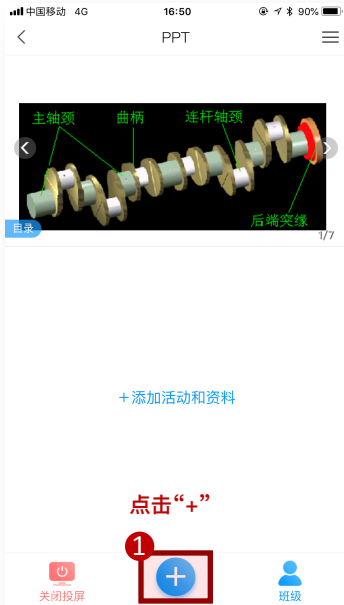 中国移动 4G 16:50 90%
PPT
主轴颈 曲柄 连杆轴颈
后端突缘
目录
1/7
+添加活动和资料
点击“+”
1
关闭投屏 班级